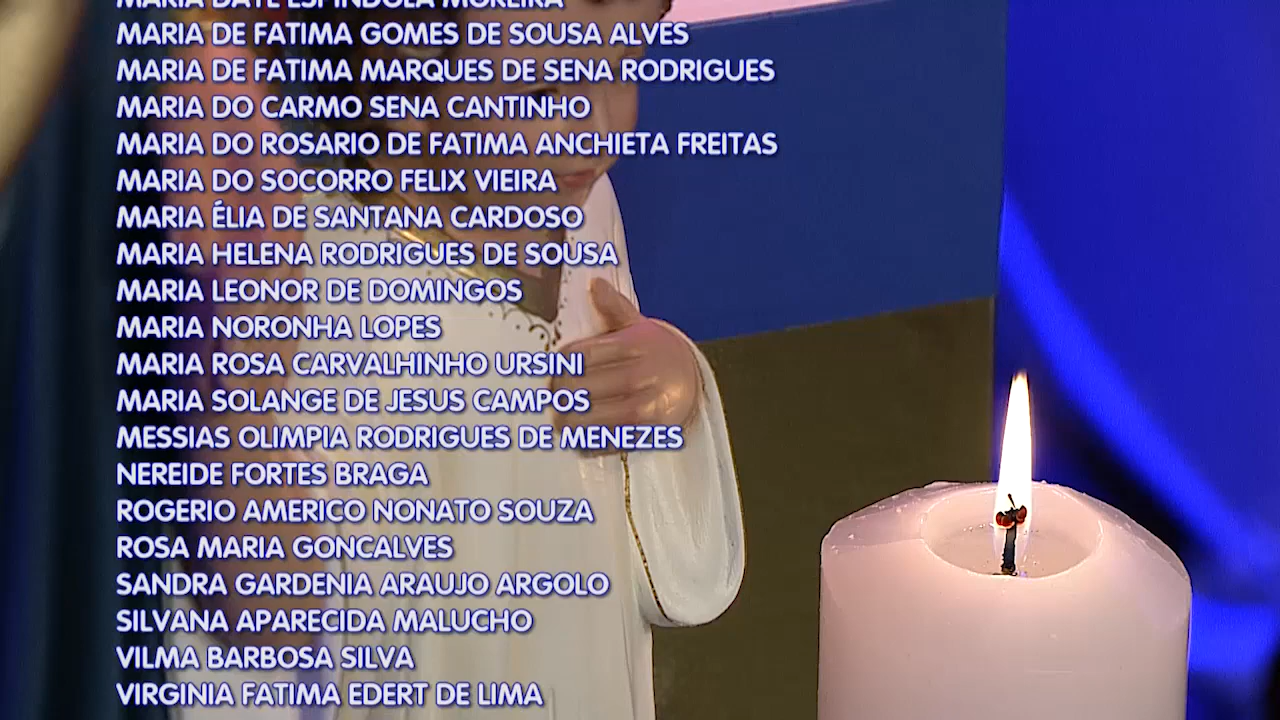 MARIA DE FATIMA GOMES DE SOUSA ALVES
MARIA DE FATIMA MARQUES DE SENA RODRIGUES
MARIA DO CARMO SENA CANTINHO
MARIA DO ROSARIO DE FATIMA ANCHIETA FREITAS
MARIA DO SOCORRO FELIX VIEIRA
MARIA ÉLIA DE SANTANA CARDOSO
MARIA HELENA RODRIGUES DE SOUSA
MARIA LEONOR DE DOMINGOS
MARIA NORONHA LOPES
MARIA ROSA CARVALHINHO URSINI
MARIA SOLANGE DE JESUS CAMPOS
MESSIAS OLIMPIA RODRIGUES DE MENEZES
NEREIDE FORTES BRAGA
ROGERIO AMERICO NONATO SOUZA
ROSA MARIA GONCALVES
SANDRA GARDENIA ARAUJO ARGOLO
SILVANA APARECIDA MALUCHO
VILMA BARBOSA SILVA
VIRGINIA FATIMA EDERT DE LIMA